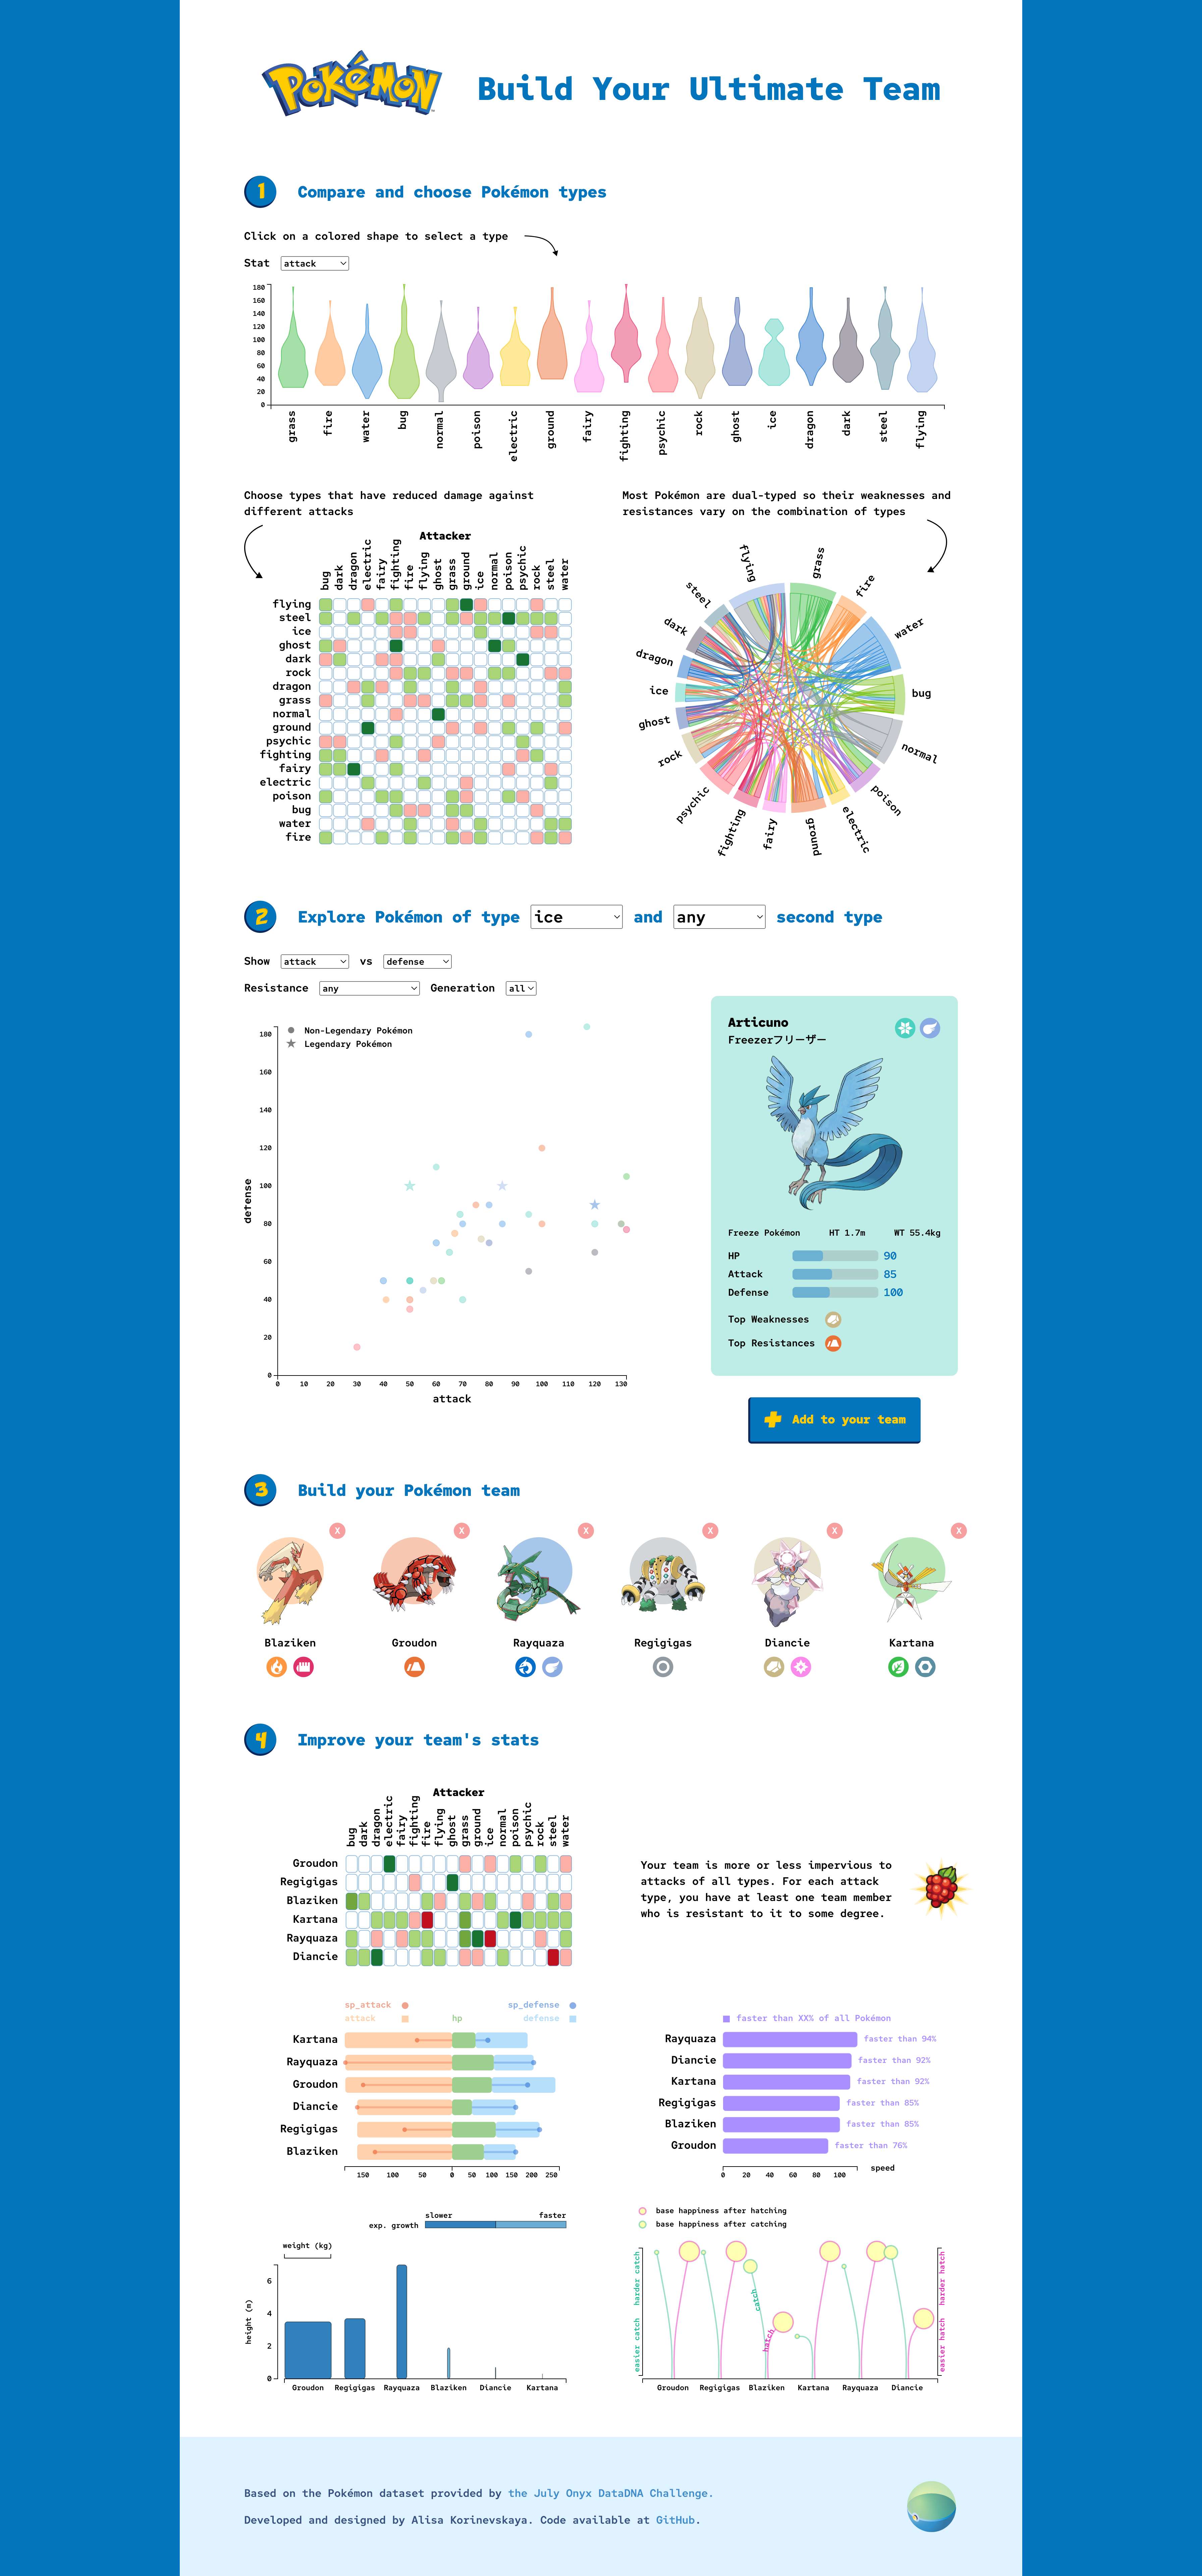 POKéMON
Build Your Ultimate Team
1 Compare and choose Pokémon types
Click on a colored shape to select a type
Stat attack
180
160
140
120
100
80
60
40
20
0
grass fire water bug normal poison electric ground fairy fighting psychic rock ghost ice dragon dark steel flying
Choose types that have reduced damage against
different attacks
Attacker
bug dark dragon electric fairy fighting fire flying ghost grass ground ice normal poison psychic rock steel water
flying
steel
ice
ghost
dark
rock
dragon
grass
normal
ground
psychic
fighting
fairy
electric
poison
bug
water
fire
Most Pokémon are dual-typed so their weaknesses and
resistances vary on the combination of types
grass
fire
water
bug
normal
poison
electric
ground
fairy
fighting
psychic
rock
ghost
ice
dragon
dark
steel
flying
2 Explore Pokémon of type ice and any second type
Show attack vs defense
Resistance any Generation all
Non-Legendary Pokémon
Legendary Pokémon
defense
180
160
140
120
100
80
60
40
20
0
0 10 20 30 40 50 60 70 80 90 100 110 120 130
attack
Articuno
Freezerフリーザー
Freeze Pokémon HT 1.7m WT 55.4kg
HP 90
Attack 85
Defense 100
Top Weaknesses
Top Resistances
Add to your team
3 Build your Pokémon team
X X X X X X
Blaziken Groudon Rayquaza Regigigas Diancie Kartana
4 Improve your team's stats
Attacker
bug dark dragon electric fairy fighting fire flying ghost grass ground ice normal poison psychic rock steel water
Groudon
Regigigas
Blaziken
Kartana
Rayquaza
Diancie
Your team is more or less impervious to
attacks of all types. For each attack
type, you have at least one team member
who is resistant to it to some degree.
sp_attack sp_defense
attack hp defense
Kartana
Rayquaza
Groudon
Diancie
Regigigas
Blaziken
150 100 50 0 50 100 150 200 250
faster than XX% of all Pokémon
Rayquaza faster than 94%
Diancie faster than 92%
Kartana faster than 92%
Regigigas faster than 85%
Blaziken faster than 85%
Groudon faster than 76%
0 20 40 60 80 100 speed
slower faster
exp. growth
weight (kg)
height (m)
6
4
2
0
Groudon Regigigas Rayquaza Blaziken Diancie Kartana
base happiness after hatching
base happiness after catching
easier catch harder catch
catch
hatch
easier hatch harder hatch
Groudon Regigigas Blaziken Kartana Rayquaza Diancie
Based on the Pokémon dataset provided by the July Onyx DataDNA Challenge.
Developed and designed by Alisa Korinevskaya. Code available at GitHub.